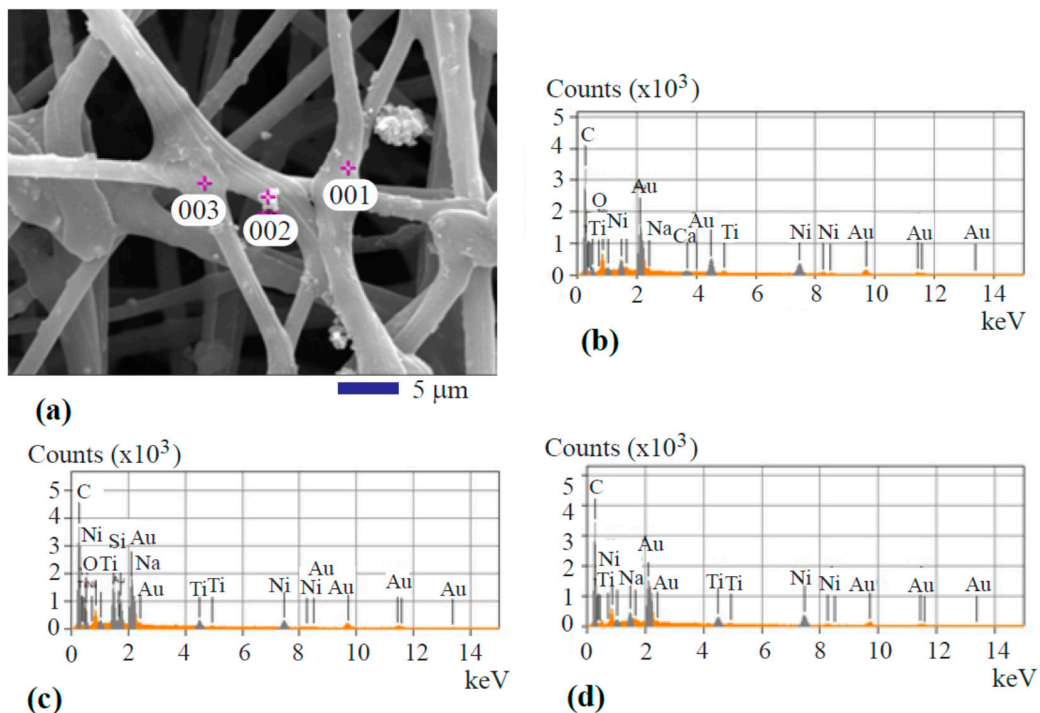 003
002
001
5 μm
(a)
Counts (x10³)
5
4
3
2
1
0
C
O
Ti
Ni
Au
Na
Ca
Au
Ti
Ni
Ni
Au
Au
Au
0 2 4 6 8 10 12 14
keV
(b)
Counts (x10³)
5
4
3
2
1
0
C
Ni
O
Ti
Si
Au
Na
Au
Ti
Ti
Ni
Au
Ni
Au
Au
Au
0 2 4 6 8 10 12 14
keV
(c)
Counts (x10³)
5
4
3
2
1
0
C
Ni
Ti
Na
Au
Au
Ti
Ti
Ni
Ni
Au
Au
Au
0 2 4 6 8 10 12 14
keV
(d)